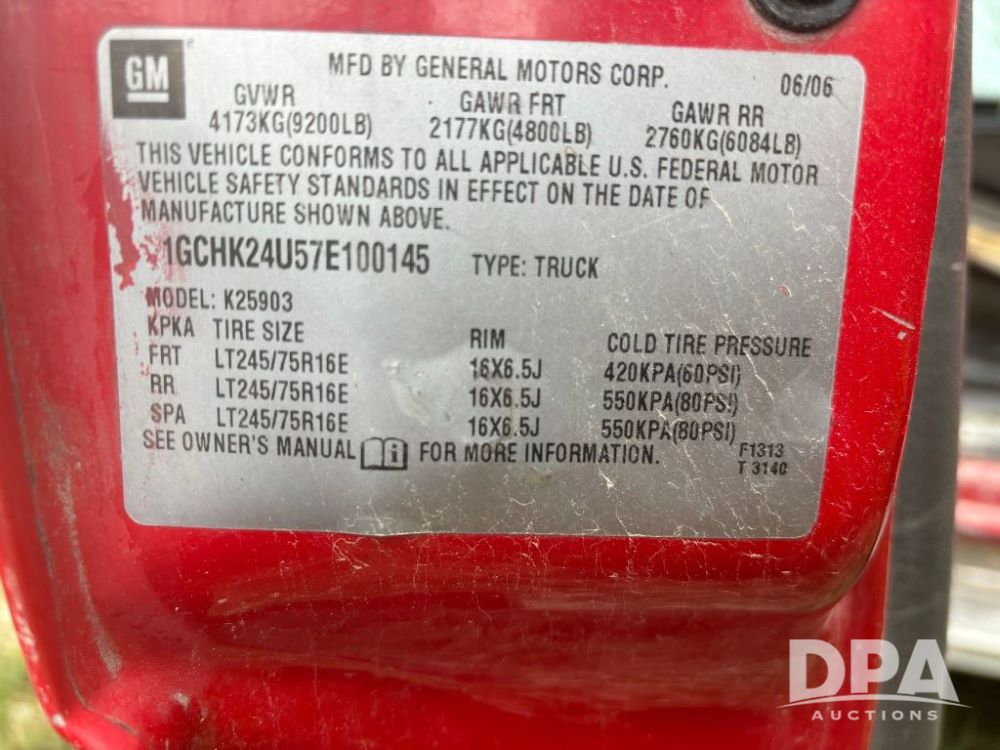 GM
MFD BY GENERAL MOTORS CORP. 06/06
GVWR GAWR FRT GAWR RR
4173KG(9200LB) 2177KG(4800LB) 2760KG(6084LB)
THIS VEHICLE CONFORMS TO ALL APPLICABLE U.S. FEDERAL MOTOR
VEHICLE SAFETY STANDARDS IN EFFECT ON THE DATE OF
MANUFACTURE SHOWN ABOVE.
1GCHK24U57E100145 TYPE: TRUCK
MODEL: K25903
KPKA TIRE SIZE RIM COLD TIRE PRESSURE
FRT LT245/75R16E 16X6.5J 420KPA(60PSI)
RR LT245/75R16E 16X6.5J 550KPA(80PSI)
SPA LT245/75R16E 16X6.5J 550KPA(80PSI)
SEE OWNER'S MANUAL i FOR MORE INFORMATION. F1313
T 3140
DPA
AUCTIONS